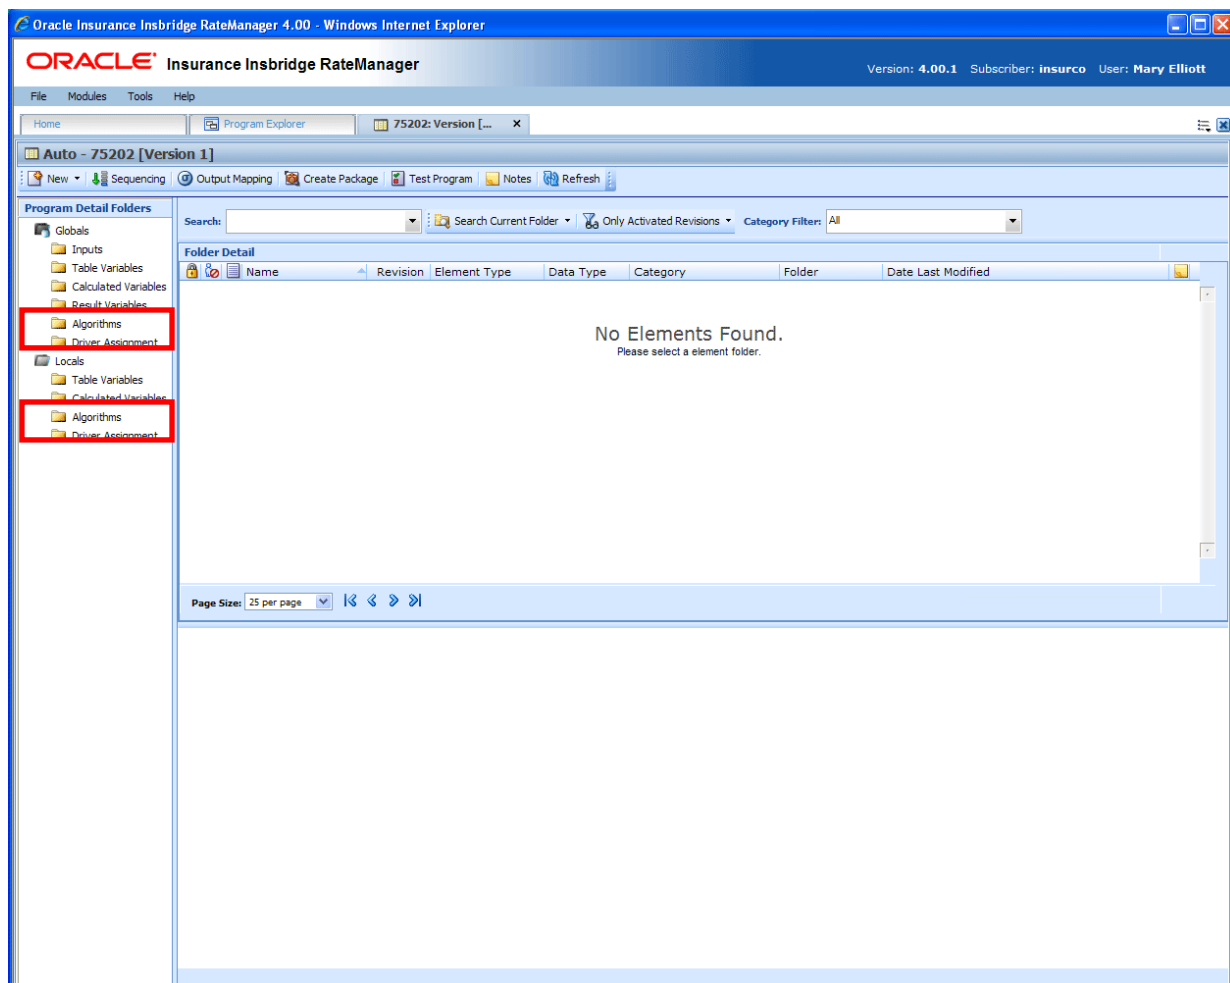 Oracle Insurance Insbridge RateManager 4.00 - Windows Internet Explorer
ORACLE Insurance Insbridge RateManager
Version: 4.00.1 Subscriber: insurco User: Mary Elliott
File Modules Tools Help
Home Program Explorer 75202: Version [...
Auto - 75202 [Version 1]
New Sequencing Output Mapping Create Package Test Program Notes Refresh
Program Detail Folders
Globals
Inputs
Table Variables
Calculated Variables
Result Variables
Algorithms
Driver Assignment
Locals
Table Variables
Calculated Variables
Algorithms
Driver Assignment
Search: Search Current Folder Only Activated Revisions Category Filter: All
Folder Detail
Name Revision Element Type Data Type Category Folder Date Last Modified
No Elements Found.
Please select a element folder.
Page Size: 25 per page